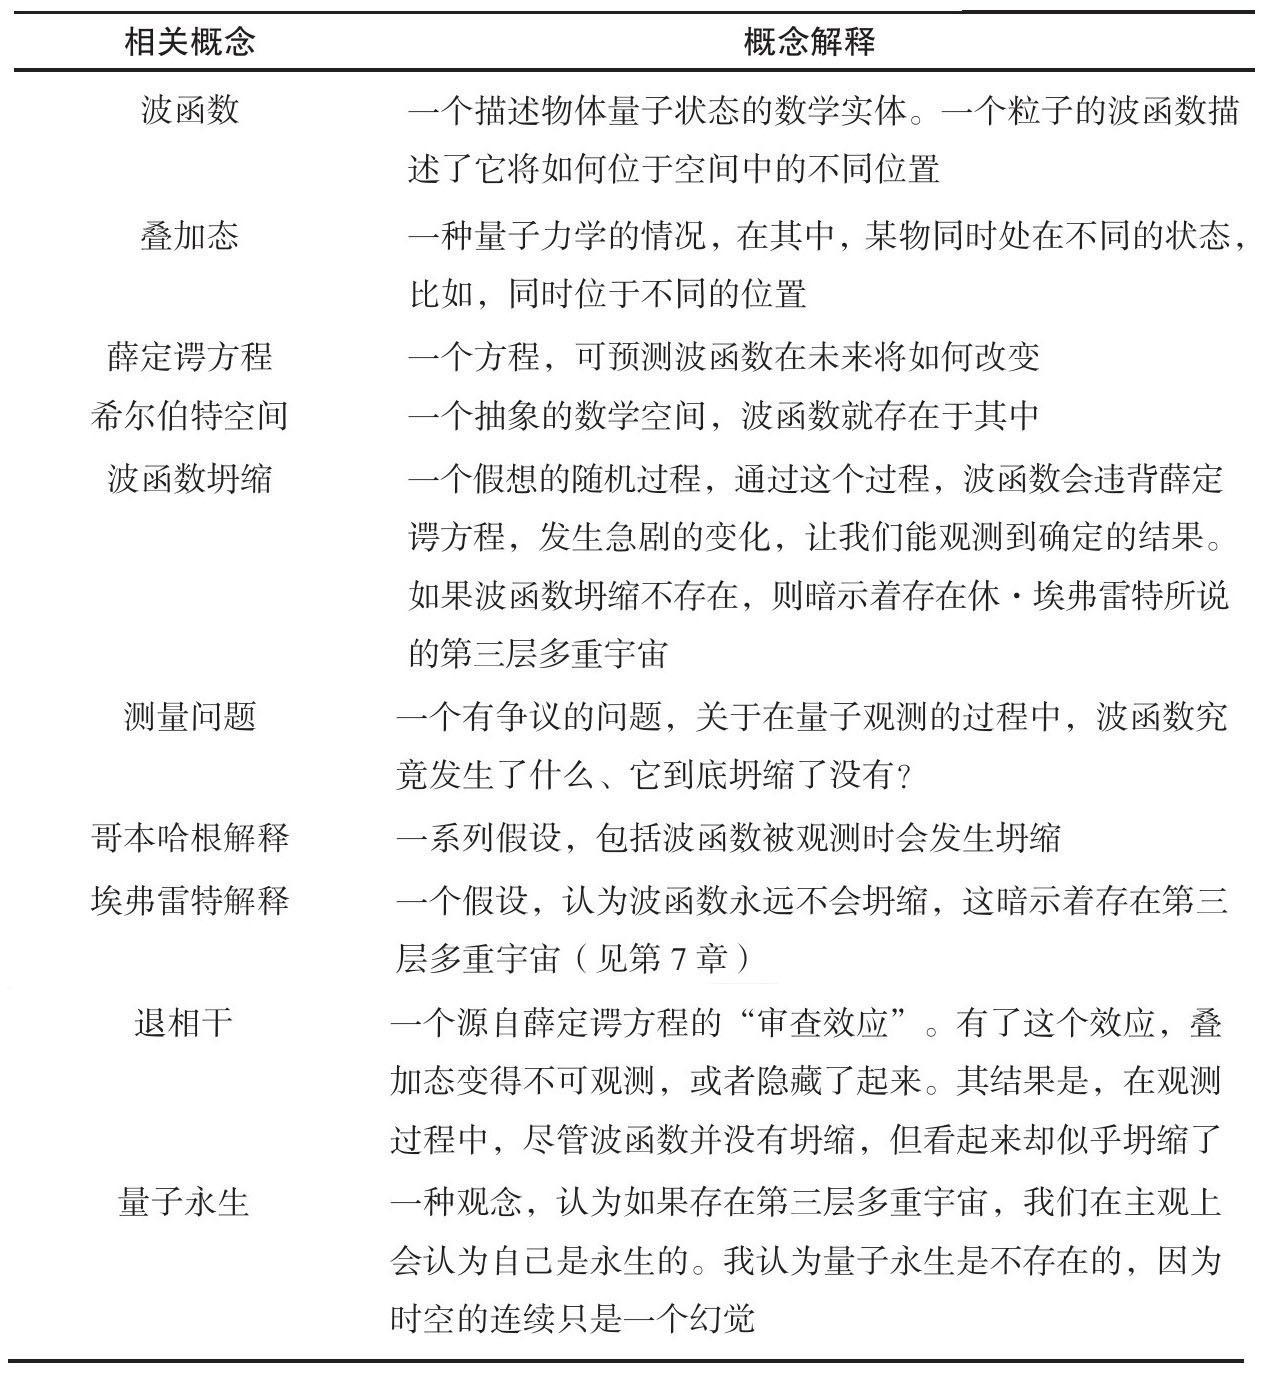 相关概念 概念解释
波函数 一个描述物体量子状态的数学实体。一个粒子的波函数描
述了它将如何位于空间中的不同位置
叠加态 一种量子力学的情况，在其中，某物同时处在不同的状态，
比如，同时位于不同的位置
薛定谔方程 一个方程，可预测波函数在未来将如何改变
希尔伯特空间 一个抽象的数学空间，波函数就存在于其中
波函数坍缩 一个假想的随机过程，通过这个过程，波函数会违背薛定
谔方程，发生急剧的变化，让我们能观测到确定的结果。
如果波函数坍缩不存在，则暗示着存在休·埃弗雷特所说
的第三层多重宇宙
测量问题 一个有争议的问题，关于在量子观测的过程中，波函数究
竟发生了什么、它到底坍缩了没有？
哥本哈根解释 一系列假设，包括波函数被观测时会发生坍缩
埃弗雷特解释 一个假设，认为波函数永远不会坍缩，这暗示着存在第三
层多重宇宙（见第 7 章）
退相干 一个源自薛定谔方程的“审查效应”。有了这个效应，叠
加态变得不可观测，或者隐藏了起来。其结果是，在观测
过程中，尽管波函数并没有坍缩，但看起来却似乎坍缩了
量子永生 一种观念，认为如果存在第三层多重宇宙，我们在主观上
会认为自己是永生的。我认为量子永生是不存在的，因为
时空的连续只是一个幻觉